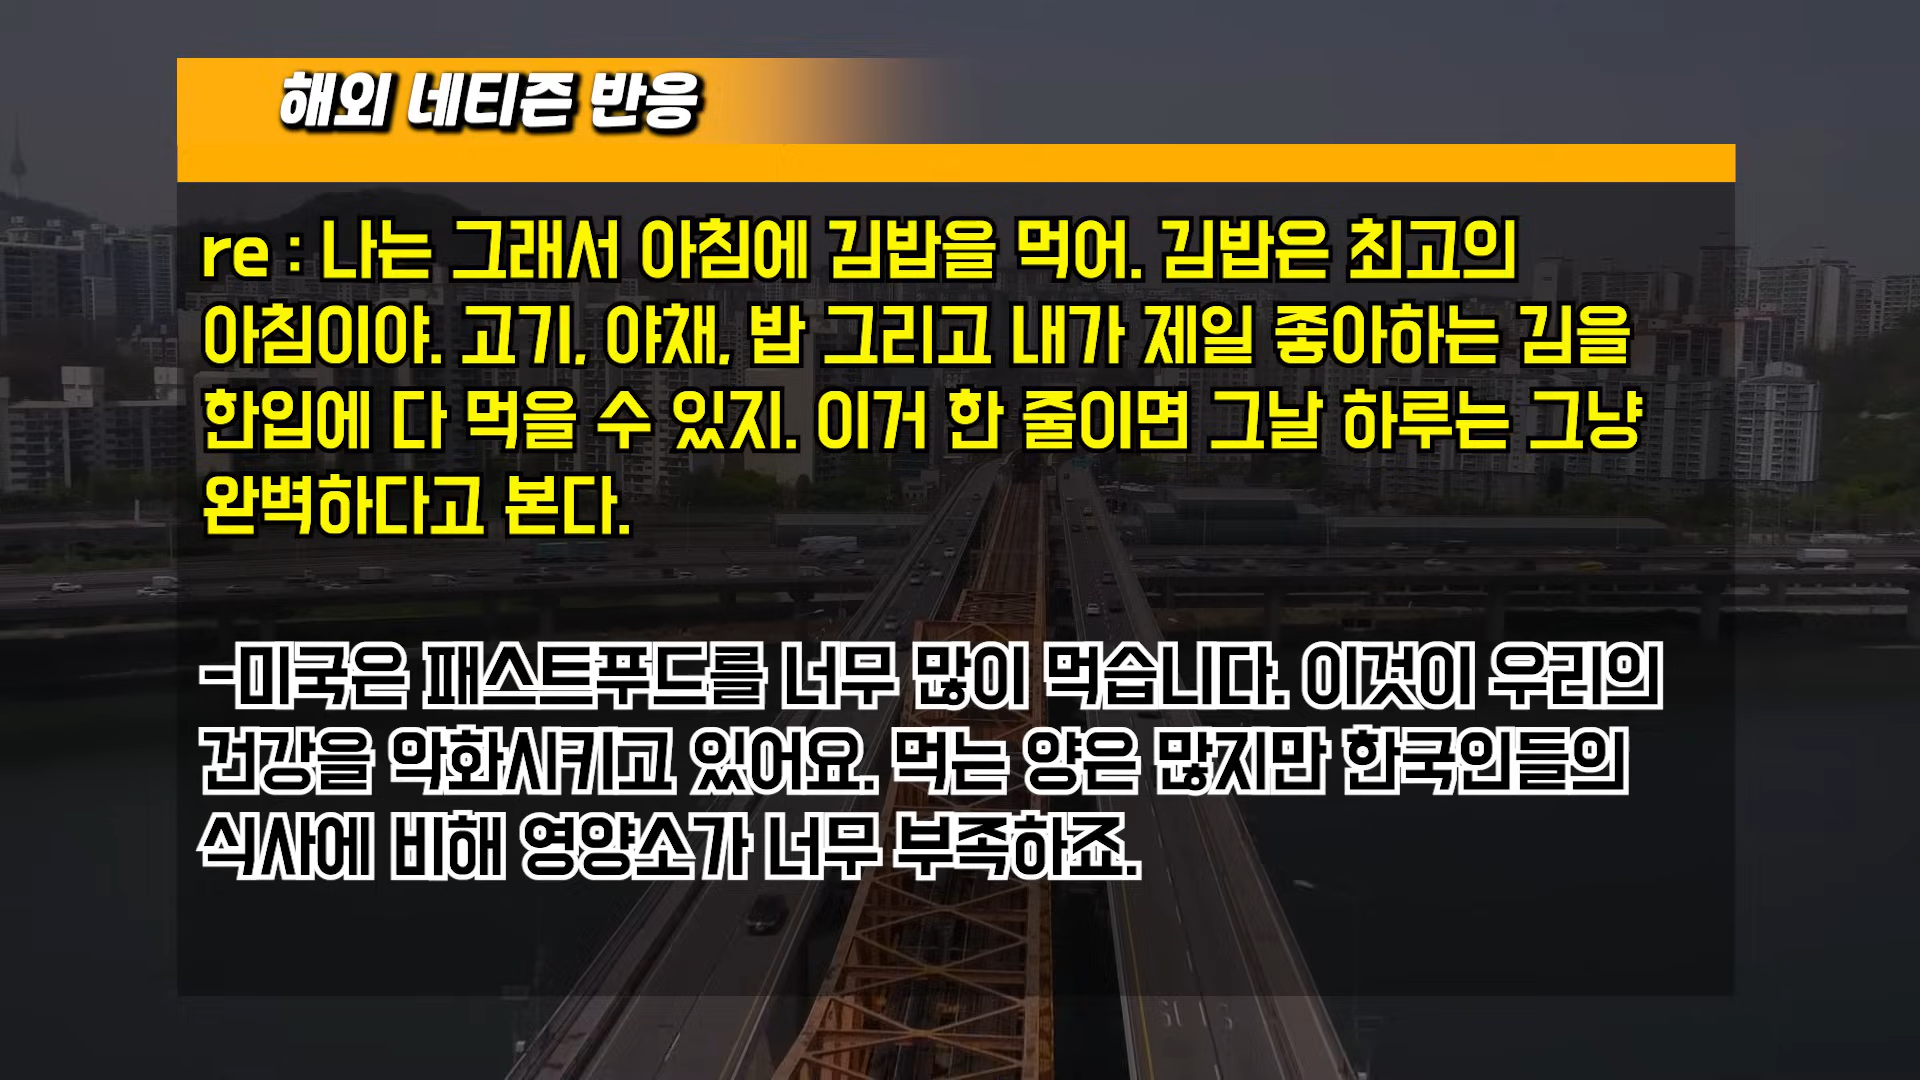 해외 네티즌 반응
re : 나는 그래서 아침에 김밥을 먹어. 김밥은 최고의
아침이야. 고기, 야채, 밥 그리고 내가 제일 좋아하는 김을
한입에 다 먹을 수 있지. 이거 한 줄이면 그날 하루는 그냥
완벽하다고 본다.
-미국은 패스트푸드를 너무 많이 먹습니다. 이것이 우리의
건강을 악화시키고 있어요. 먹는 양은 많지만 한국인들의
식사에 비해 영양소가 너무 부족하죠.